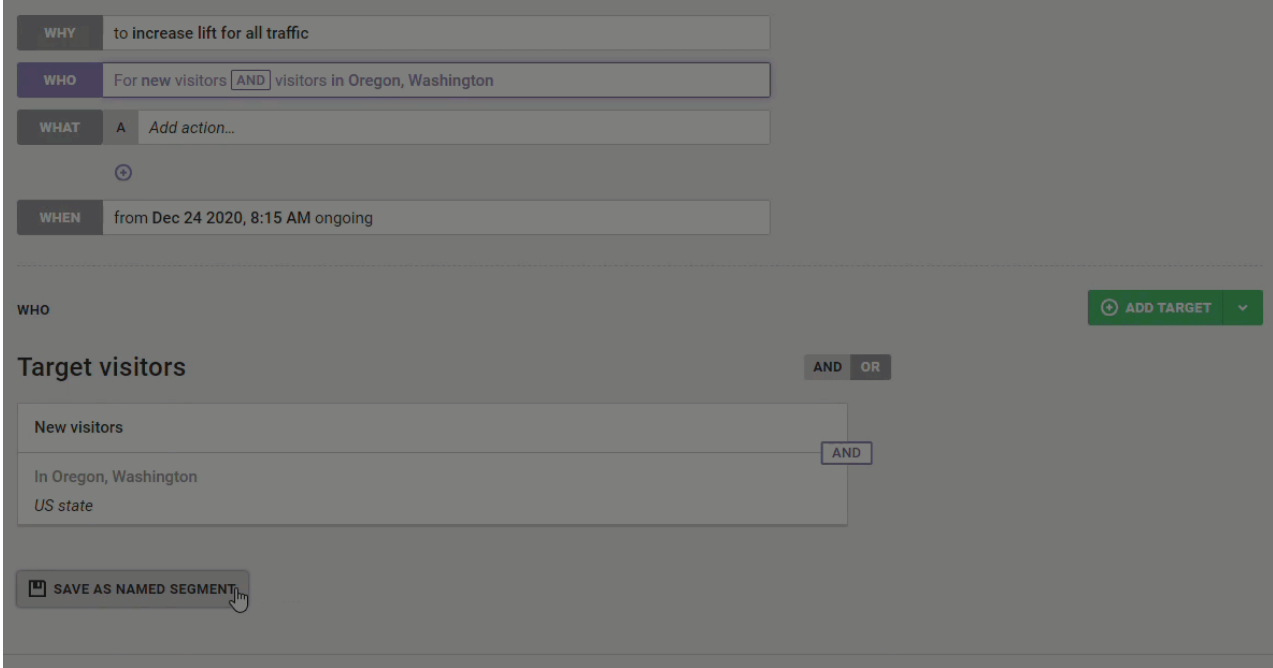 WHY to increase lift for all traffic
WHO For new visitors AND visitors in Oregon, Washington
WHAT A Add action...
WHEN from Dec 24 2020, 8:15 AM ongoing
WHO
ADD TARGET
Target visitors
AND OR
New visitors
AND
In Oregon, Washington
US state
SAVE AS NAMED SEGMENT